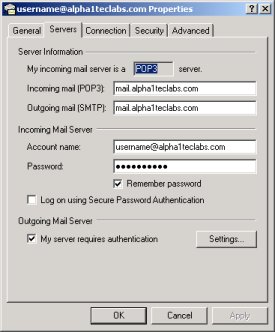 username@alpha1teclabs.com Properties
General Servers Connection Security Advanced
Server Information
My incoming mail server is a POP3 server.
Incoming mail (POP3): mail.alpha1teclabs.com
Outgoing mail (SMTP): mail.alpha1teclabs.com
Incoming Mail Server
Account name: username@alpha1teclabs.com
Password: ●●●●●●●●●●
Remember password
Log on using Secure Password Authentication
Outgoing Mail Server
My server requires authentication Settings...
OK Cancel Apply